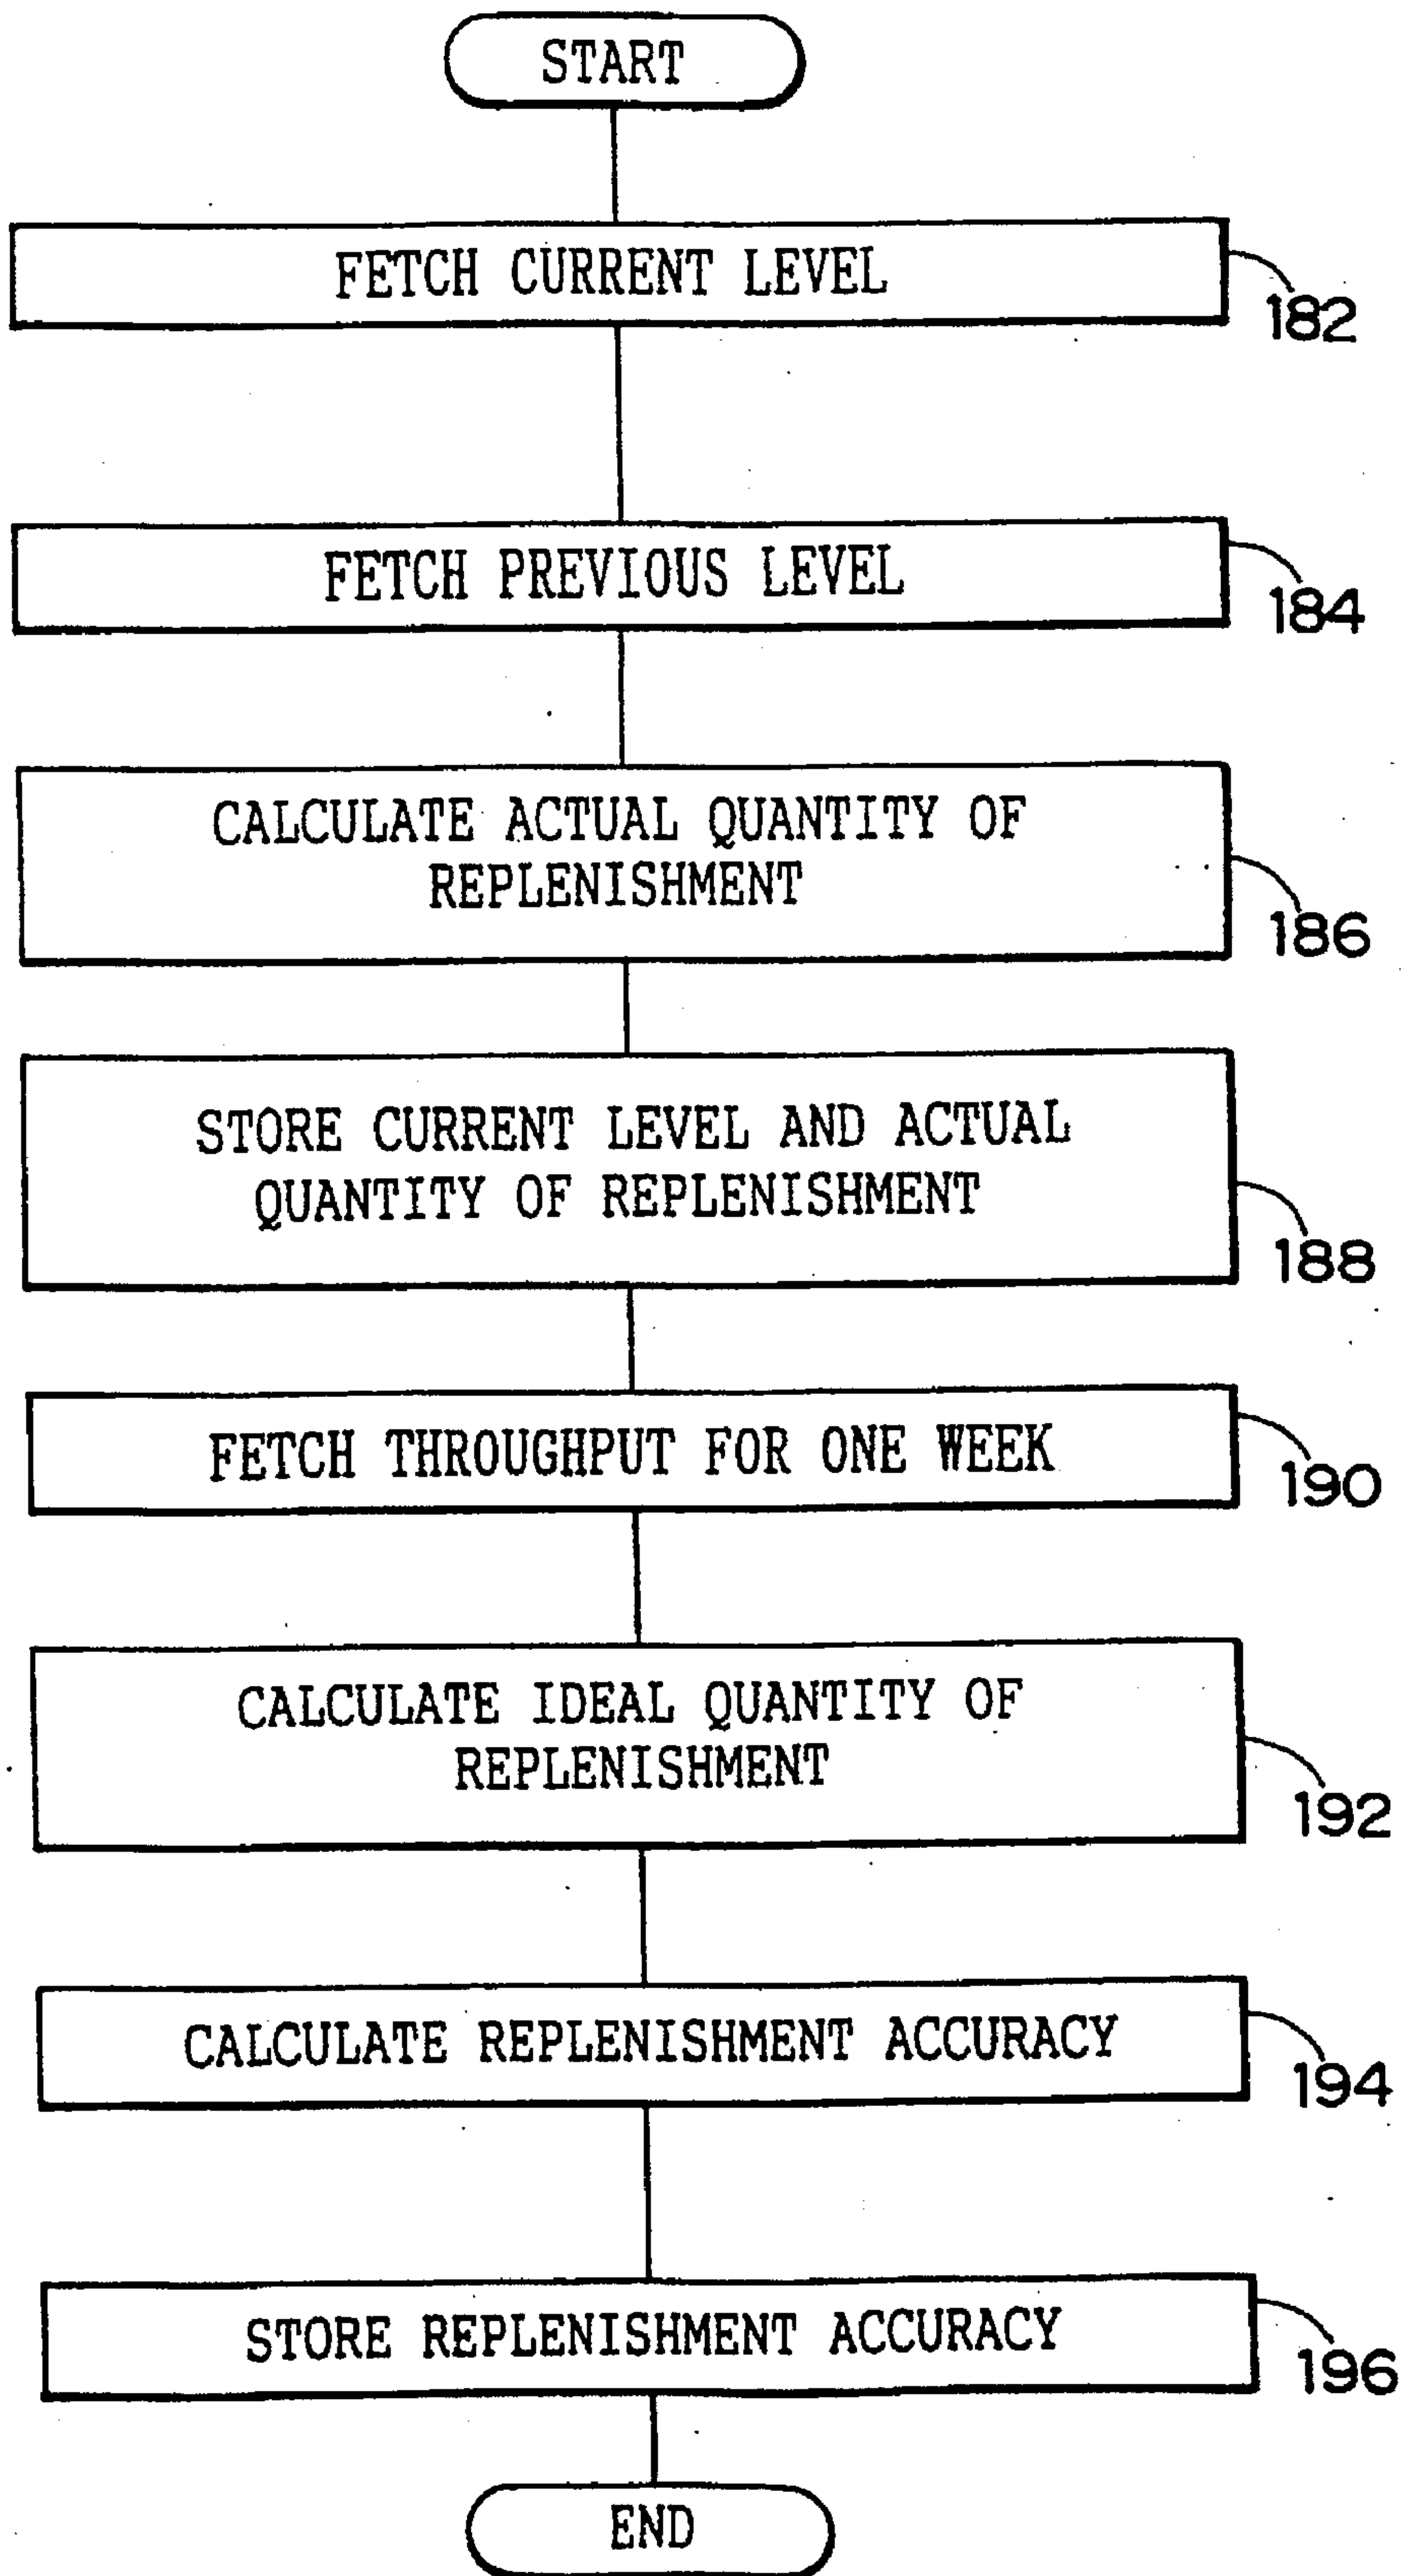 START
FETCH CURRENT LEVEL
182
FETCH PREVIOUS LEVEL
184
CALCULATE ACTUAL QUANTITY OF
REPLENISHMENT
186
STORE CURRENT LEVEL AND ACTUAL
QUANTITY OF REPLENISHMENT
188
FETCH THROUGHPUT FOR ONE WEEK
190
CALCULATE IDEAL QUANTITY OF
REPLENISHMENT
192
CALCULATE REPLENISHMENT ACCURACY
194
STORE REPLENISHMENT ACCURACY
196
END